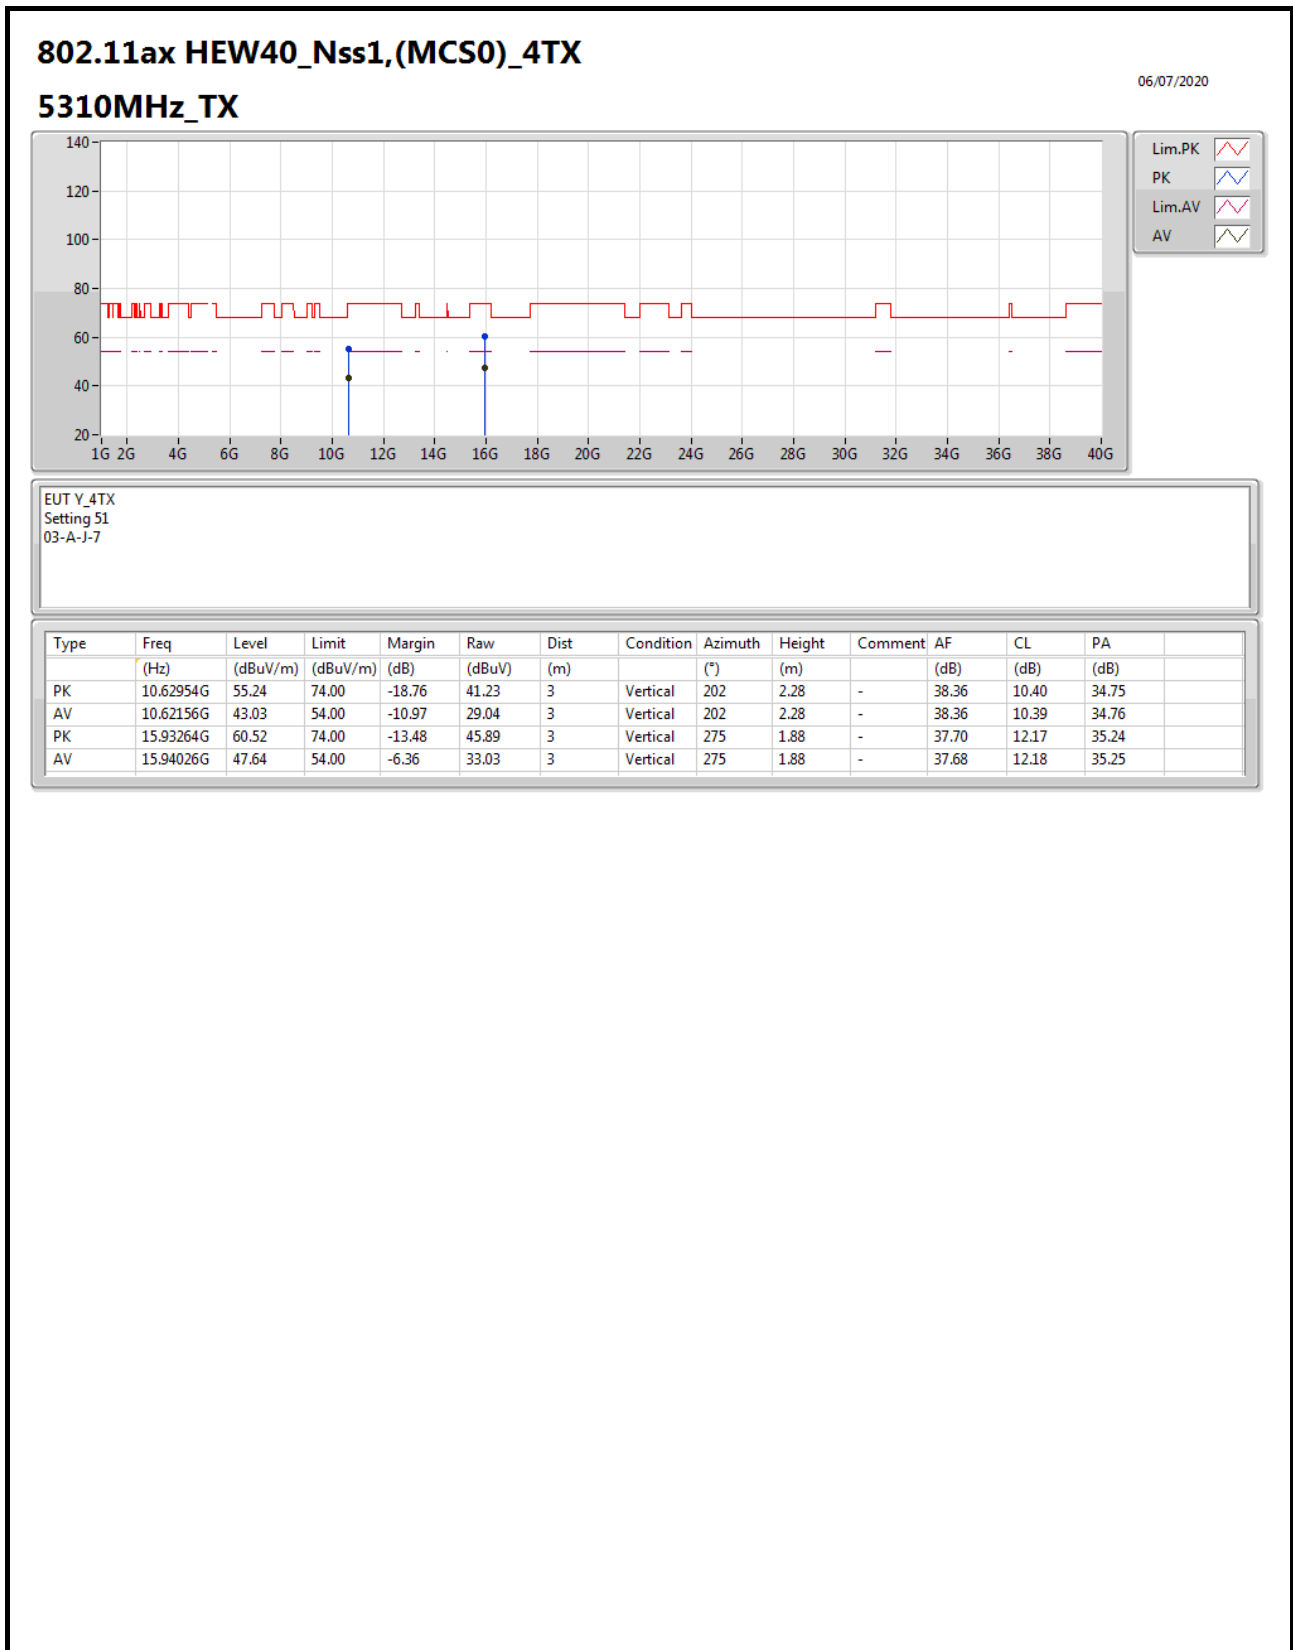 802.11ax HEW40_Nss1,(MCS0)_4TX
06/07/2020
5310MHz_TX
140
120
100
80
60
40
20
1G 2G 4G 6G 8G 10G 12G 14G 16G 18G 20G 22G 24G 26G 28G 30G 32G 34G 36G 38G 40G
Lim.PK
PK
Lim.AV
AV
EUT Y_4TX
Setting 51
03-A-J-7
Type Freq Level Limit Margin Raw Dist Condition Azimuth Height Comment AF CL PA
(Hz) (dBuV/m) (dBuV/m) (dB) (dBuV) (m) (°) (m) (dB) (dB) (dB)
PK 10.62954G 55.24 74.00 -18.76 41.23 3 Vertical 202 2.28 - 38.36 10.40 34.75
AV 10.62156G 43.03 54.00 -10.97 29.04 3 Vertical 202 2.28 - 38.36 10.39 34.76
PK 15.93264G 60.52 74.00 -13.48 45.89 3 Vertical 275 1.88 - 37.70 12.17 35.24
AV 15.94026G 47.64 54.00 -6.36 33.03 3 Vertical 275 1.88 - 37.68 12.18 35.25